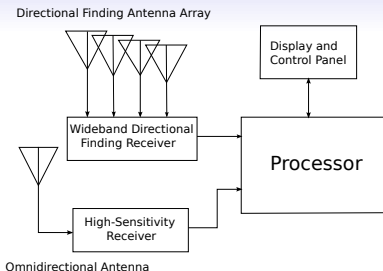 Directional Finding Antenna Array
Display and
Control Panel
Wideband Directional
Finding Receiver
Processor
High-Sensitivity
Receiver
Omnidirectional Antenna